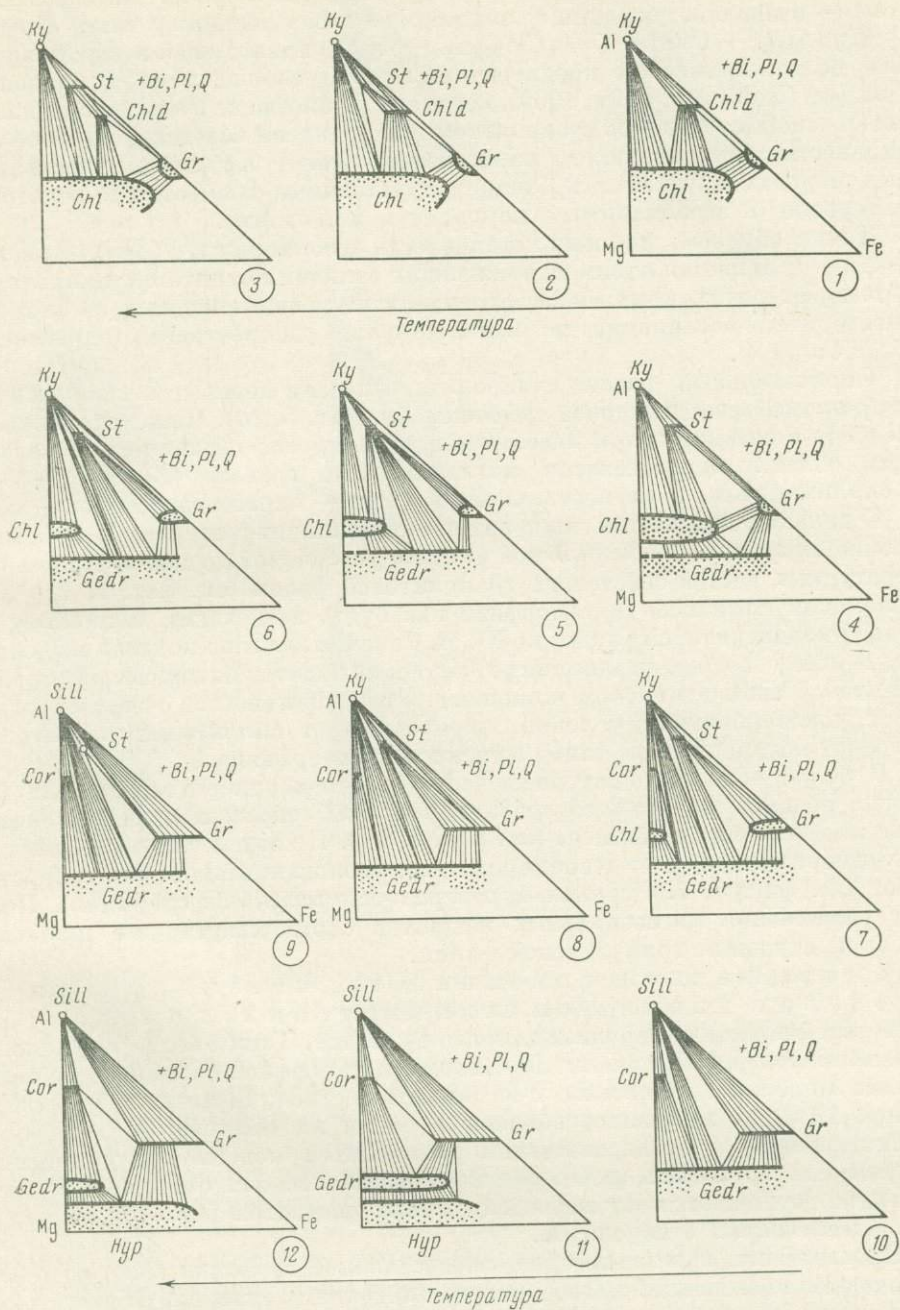 Ky
St +Bi,Pl,Q
Chld
Gr
Chl
3
Ky
St +Bi,Pl,Q
Chld
Gr
Chl
2
Ky
Al
+Bi,Pl,Q
Chld
Gr
Chl
Mg Fe
1
Температура
Ky
St
+Bi,Pl,Q
Gr
Chl
Gedr
6
Ky
St
+Bi,Pl,Q
Gr
Chl
Gedr
5
Ky
Al
St
+Bi,Pl,Q
Gr
Chl
Gedr
Mg Fe
4
Sill
Al
St
+Bi,Pl,Q
Cor
Gr
Gedr
Mg Fe
9
Ky
Al
St
+Bi,Pl,Q
Cor
Gr
Gedr
Mg Fe
8
Ky
St
+Bi,Pl,Q
Cor
Gr
Chl
Gedr
7
Sill
Al
+Bi,Pl,Q
Cor
Gr
Gedr
Mg Fe
Hyp
12
Sill
+Bi,Pl,Q
Cor
Gr
Gedr
Hyp
11
Sill
+Bi,Pl,Q
Cor
Gr
Gedr
10
Температура